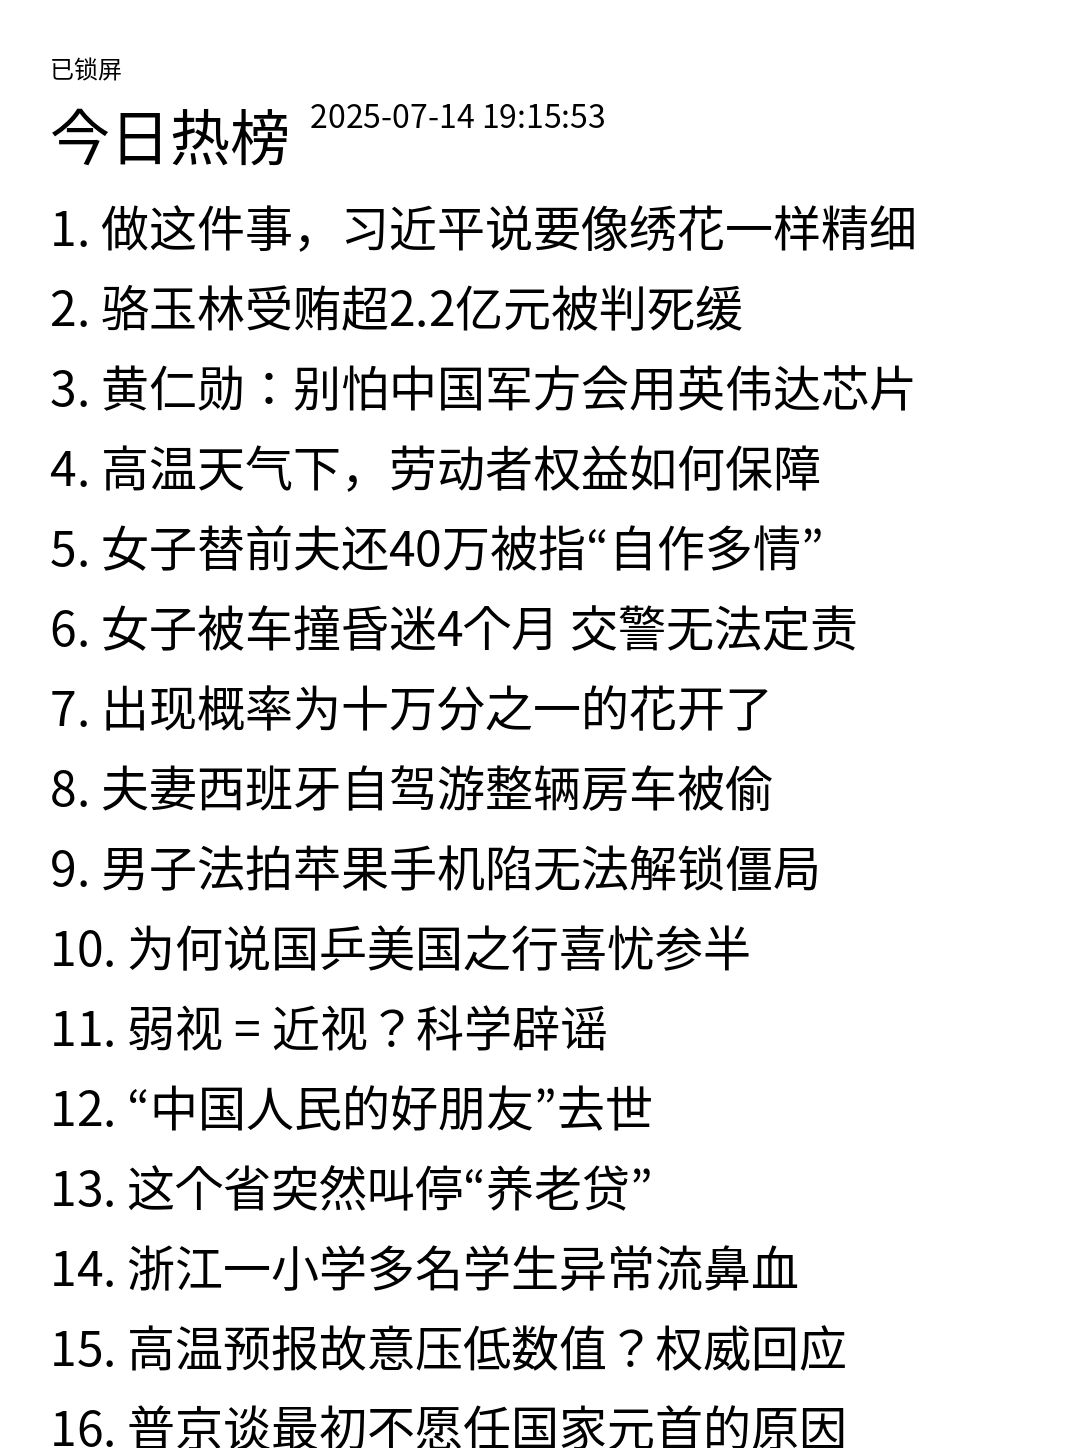 已锁屏
今日热榜 2025-07-14 19:15:53
1. 做这件事，习近平说要像绣花一样精细
2. 骆玉林受贿超2.2亿元被判死缓
3. 黄仁勋：别怕中国军方会用英伟达芯片
4. 高温天气下，劳动者权益如何保障
5. 女子替前夫还40万被指“自作多情”
6. 女子被车撞昏迷4个月 交警无法定责
7. 出现概率为十万分之一的花开了
8. 夫妻西班牙自驾游整辆房车被偷
9. 男子法拍苹果手机陷无法解锁僵局
10. 为何说国乒美国之行喜忧参半
11. 弱视 = 近视？科学辟谣
12. “中国人民的好朋友”去世
13. 这个省突然叫停“养老贷”
14. 浙江一小学多名学生异常流鼻血
15. 高温预报故意压低数值？权威回应
16. 普京谈最初不愿任国家元首的原因